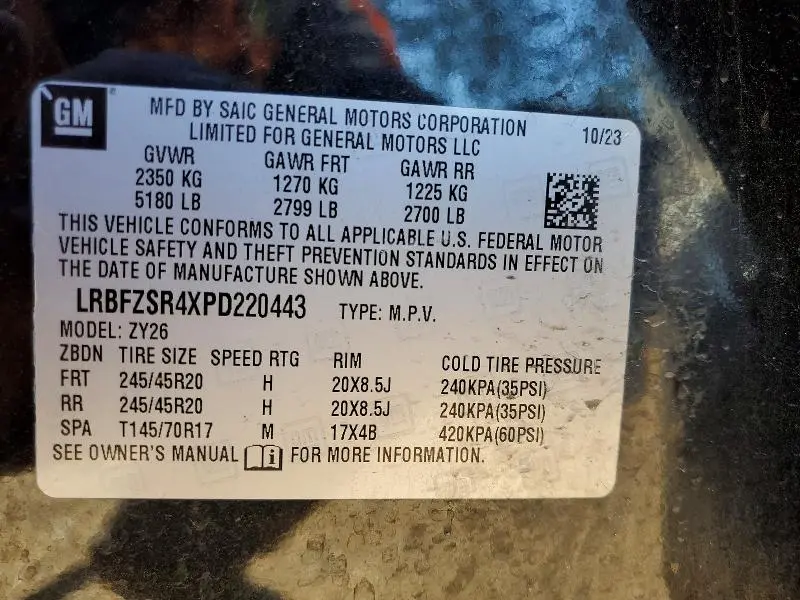 GM
MFD BY SAIC GENERAL MOTORS CORPORATION
LIMITED FOR GENERAL MOTORS LLC
10/23
GVWR GAWR FRT GAWR RR
2350 KG 1270 KG 1225 KG
5180 LB 2799 LB 2700 LB
THIS VEHICLE CONFORMS TO ALL APPLICABLE U.S. FEDERAL MOTOR
VEHICLE SAFETY AND THEFT PREVENTION STANDARDS IN EFFECT ON
THE DATE OF MANUFACTURE SHOWN ABOVE.
LRBFZSR4XPD220443 TYPE: M.P.V.
MODEL: ZY26
ZBDN TIRE SIZE SPEED RTG RIM COLD TIRE PRESSURE
FRT 245/45R20 H 20X8.5J 240KPA(35PSI)
RR 245/45R20 H 20X8.5J 240KPA(35PSI)
SPA T145/70R17 M 17X4B 420KPA(60PSI)
SEE OWNER'S MANUAL i FOR MORE INFORMATION.